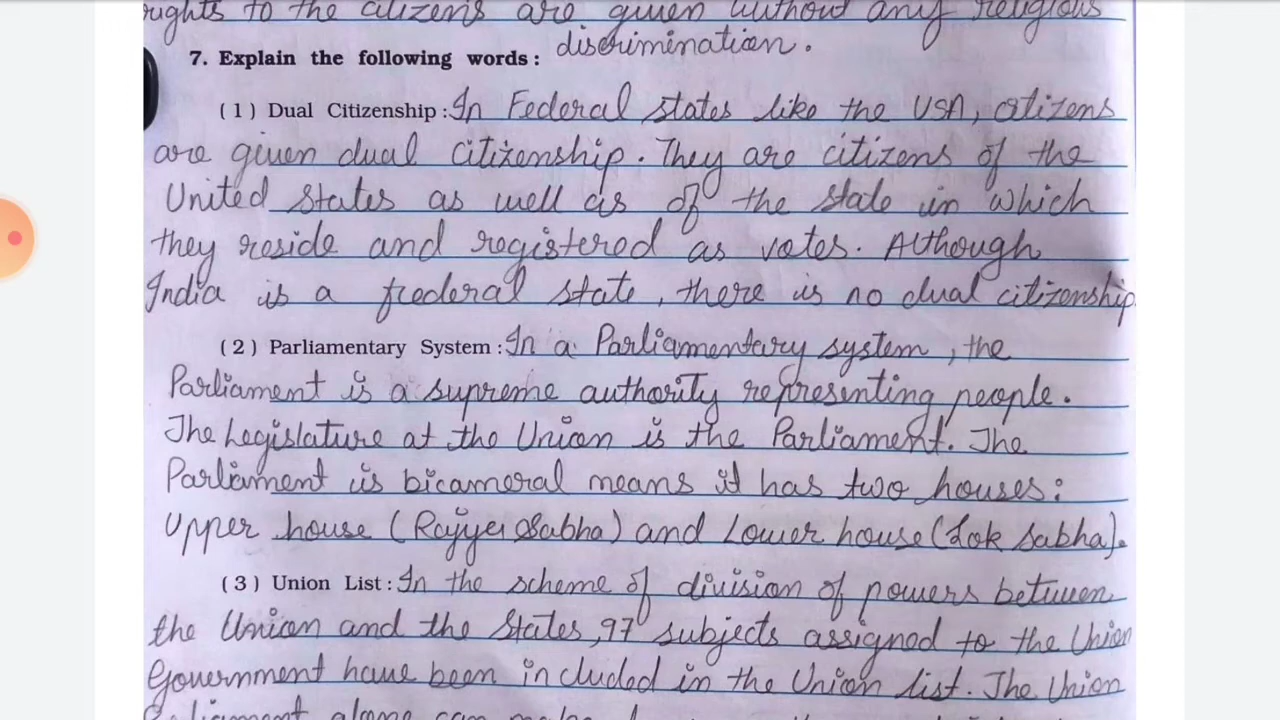 rights to the citizens are given without any religious
discrimination.
7. Explain the following words :
( 1 ) Dual Citizenship : In Federal states like the USA, citizens
are given dual citizenship. They are citizens of the
United states as well as of the state in which
they reside and registered as votes. Although
India is a frederal state, there is no dual citizenship
( 2 ) Parliamentary System : In a Parliamentary system, the
Parliament is a supreme authority representing people.
The Legislature at the Union is the Parliament. The
Parliament is bicameral means it has two houses:
Upper house (Rajya Sabha) and Lower house (Lok Sabha).
( 3 ) Union List : In the scheme of division of powers between
the Union and the States, 97 subjects assigned to the Union
Government have been included in the Union list. The Union
Parliament alone can make